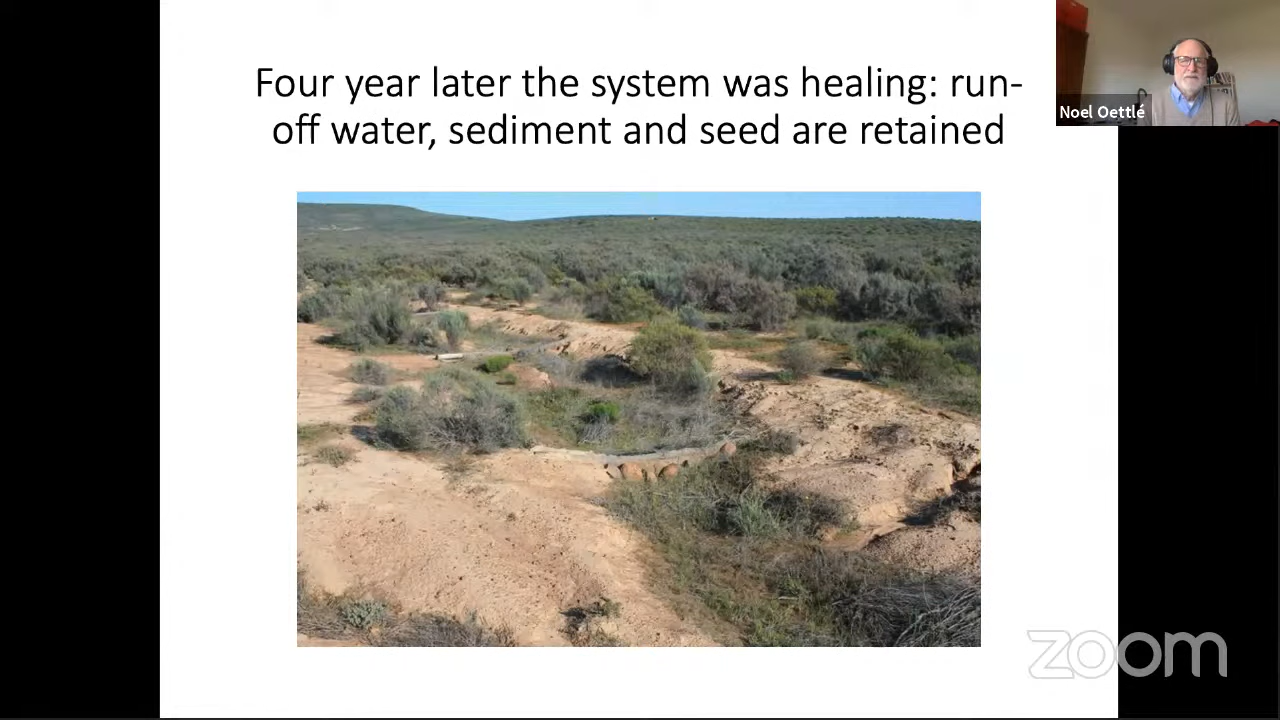 Four year later the system was healing: run-
off water, sediment and seed are retained
Noel Oettlé
zoom